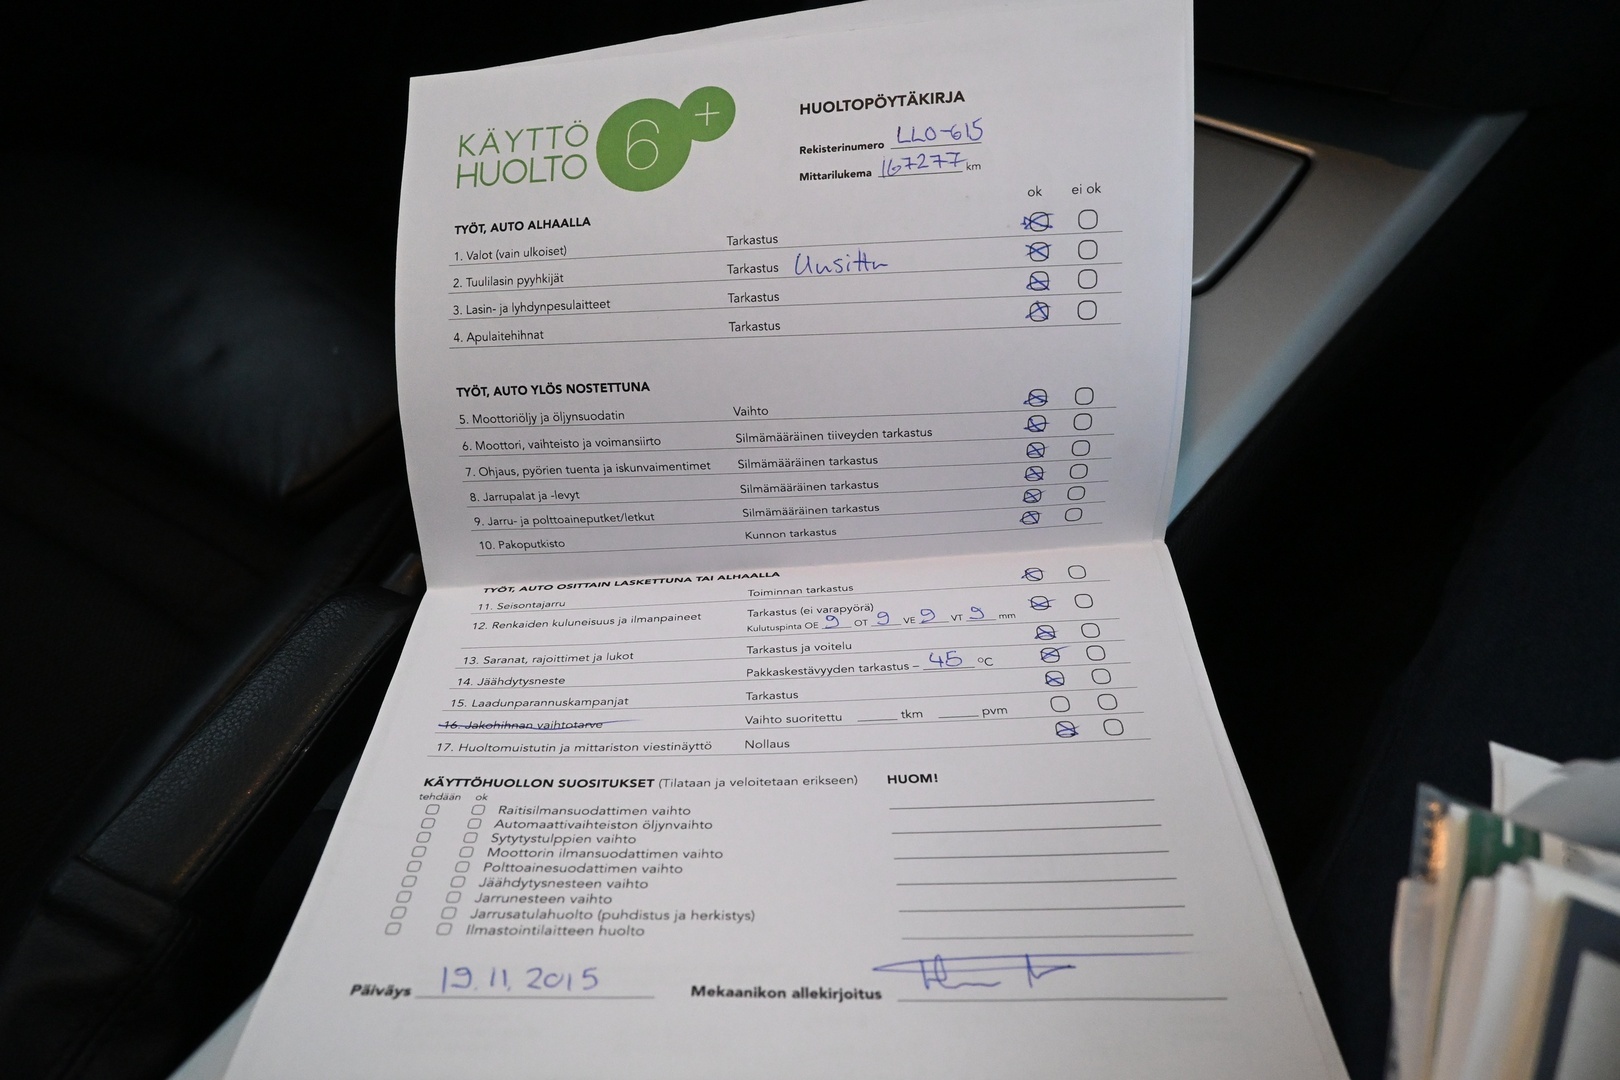 KÄYTTÖ
HUOLTO
6+
HUOLTOPÖYTÄKIRJA
Rekisterinumero LLO-615
Mittarilukema 167277 km
ok ei ok
TYÖT, AUTO ALHAALLA
1. Valot (vain ulkoiset) Tarkastus
2. Tuulilasin pyyhkijät Tarkastus Uusittu
3. Lasin- ja lyhdynpesulaitteet Tarkastus
4. Apulaitehihnat Tarkastus
TYÖT, AUTO YLÖS NOSTETTUNA
5. Moottoriöljy ja öljynsuodatin Vaihto
6. Moottori, vaihteisto ja voimansiirto Silmämääräinen tiiveyden tarkastus
7. Ohjaus, pyörien tuenta ja iskunvaimentimet Silmämääräinen tarkastus
8. Jarrupalat ja -levyt Silmämääräinen tarkastus
9. Jarru- ja polttoaineputket/letkut Silmämääräinen tarkastus
10. Pakoputkisto Kunnon tarkastus
TYÖT, AUTO OSITTAIN LASKETTUNA TAI ALHAALLA
11. Seisontajarru Toiminnan tarkastus
12. Renkaiden kuluneisuus ja ilmanpaineet Tarkastus (ei varapyörä)
Kulutuspinta OE 9 OT 9 VE 9 VT 9 mm
13. Saranat, rajoittimet ja lukot Tarkastus ja voitelu
14. Jäähdytysneste Pakkaskestävyyden tarkastus – 45 °C
15. Laadunparannuskampanjat Tarkastus
16. Jakohihnan vaihtotarve Vaihto suoritettu ____ tkm ____ pvm
17. Huoltomuistutin ja mittariston viestinäyttö Nollaus
KÄYTTÖHUOLLON SUOSITUKSET (Tilataan ja veloitetaan erikseen) HUOM!
tehdään ok
Raitisilmansuodattimen vaihto
Automaattivaihteiston öljynvaihto
Sytytystulppien vaihto
Moottorin ilmansuodattimen vaihto
Polttoainesuodattimen vaihto
Jäähdytysnesteen vaihto
Jarrunesteen vaihto
Jarrusatulahuolto (puhdistus ja herkistys)
Ilmastointilaitteen huolto
Päiväys 19.11.2015 Mekaanikon allekirjoitus